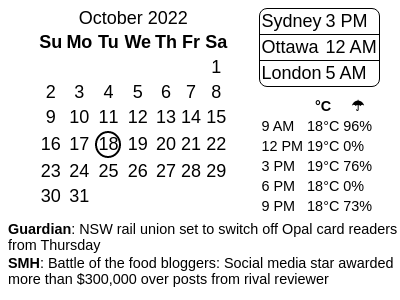 October 2022
Su Mo Tu We Th Fr Sa
1
2 3 4 5 6 7 8
9 10 11 12 13 14 15
16 17 18 19 20 21 22
23 24 25 26 27 28 29
30 31
Sydney 3 PM
Ottawa 12 AM
London 5 AM
°C ☂
9 AM 18°C 96%
12 PM 19°C 0%
3 PM 19°C 76%
6 PM 18°C 0%
9 PM 18°C 73%
Guardian: NSW rail union set to switch off Opal card readers
from Thursday
SMH: Battle of the food bloggers: Social media star awarded
more than $300,000 over posts from rival reviewer